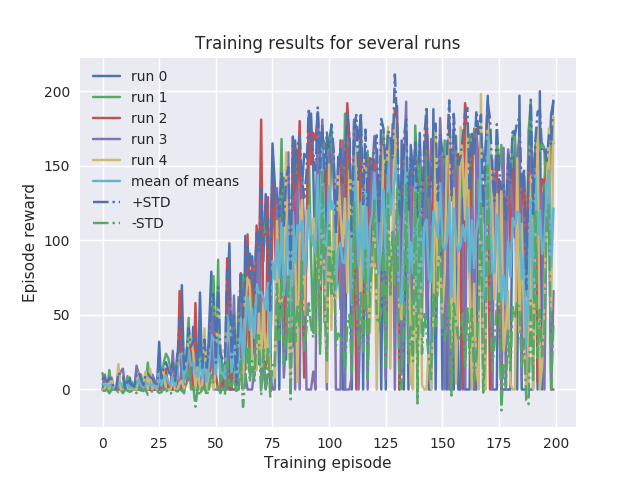 Training results for several runs
run 0
run 1
run 2
run 3
run 4
mean of means
+STD
-STD
Episode reward
200
150
100
50
0
0 25 50 75 100 125 150 175 200
Training episode